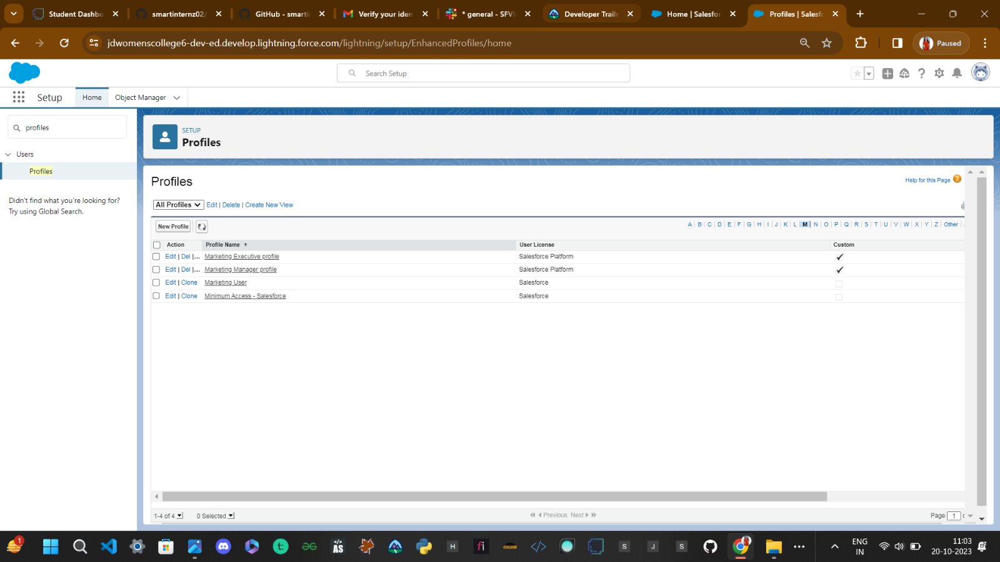 Student Dashbo
smartinternz02/
GitHub - smarti
Verify your iden
* general - SFVI
Developer Trailh
Home | Salesfor
Profiles | Salesfo
jdwomenscollege6-dev-ed.develop.lightning.force.com/lightning/setup/EnhancedProfiles/home
Paused
Search Setup
Setup
Home
Object Manager
profiles
Users
Profiles
Didn't find what you're looking for?
Try using Global Search.
SETUP
Profiles
Profiles
Help for this Page
All Profiles Edit | Delete | Create New View
New Profile
A | B | C | D | E | F | G | H | I | J | K | L | M | N | O | P | Q | R | S | T | U | V | W | X | Y | Z | Other
Action Profile Name User License Custom
Edit | Del |... Marketing Executive profile Salesforce Platform
Edit | Del |... Marketing Manager profile Salesforce Platform
Edit | Clone Marketing User Salesforce
Edit | Clone Minimum Access - Salesforce Salesforce
1-4 of 4 0 Selected Previous Next Page 1
1
ENG
IN
11:03
20-10-2023